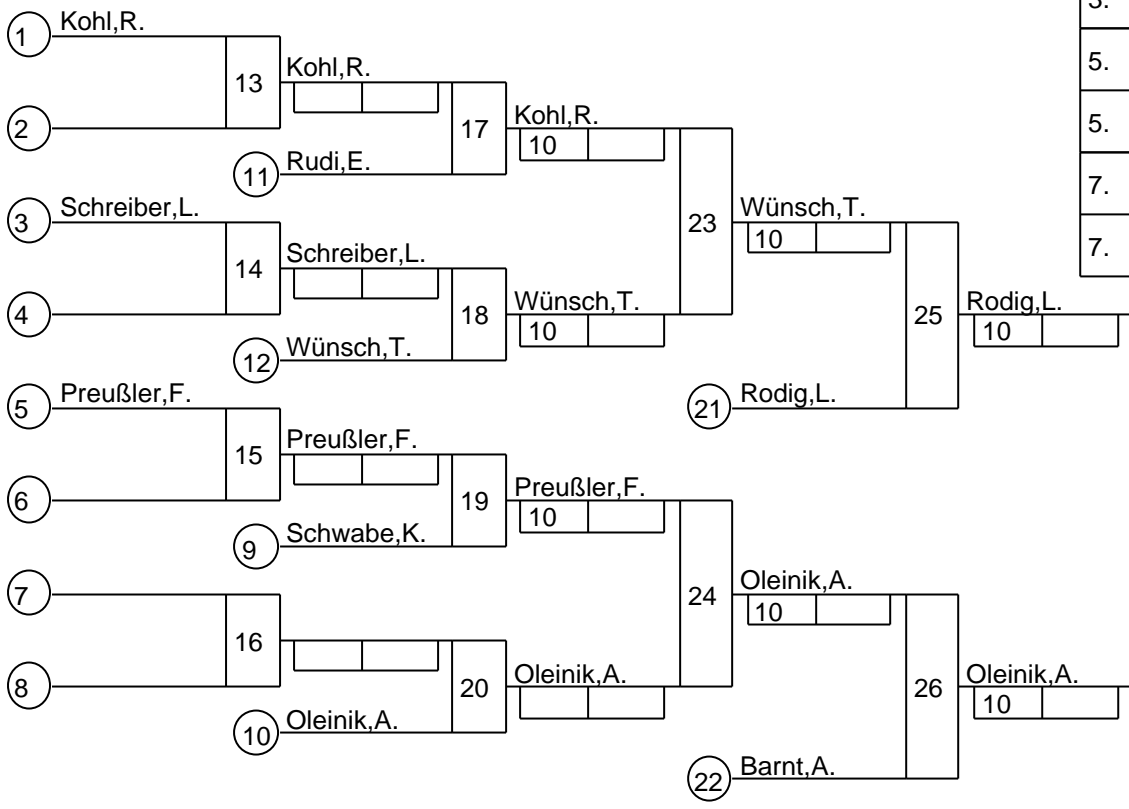 3.
1 Kohl,R.
13 Kohl,R.
5.
2
17 Kohl,R.
10
5.
11 Rudi,E.
7.
3 Schreiber,L.
23 Wünsch,T.
10
7.
14 Schreiber,L.
4
18 Wünsch,T.
10
25 Rodig,L.
10
12 Wünsch,T.
5 Preußler,F.
21 Rodig,L.
15 Preußler,F.
6
19 Preußler,F.
10
9 Schwabe,K.
7
24 Oleinik,A.
10
16
8
20 Oleinik,A.
26 Oleinik,A.
10
10 Oleinik,A.
22 Barnt,A.